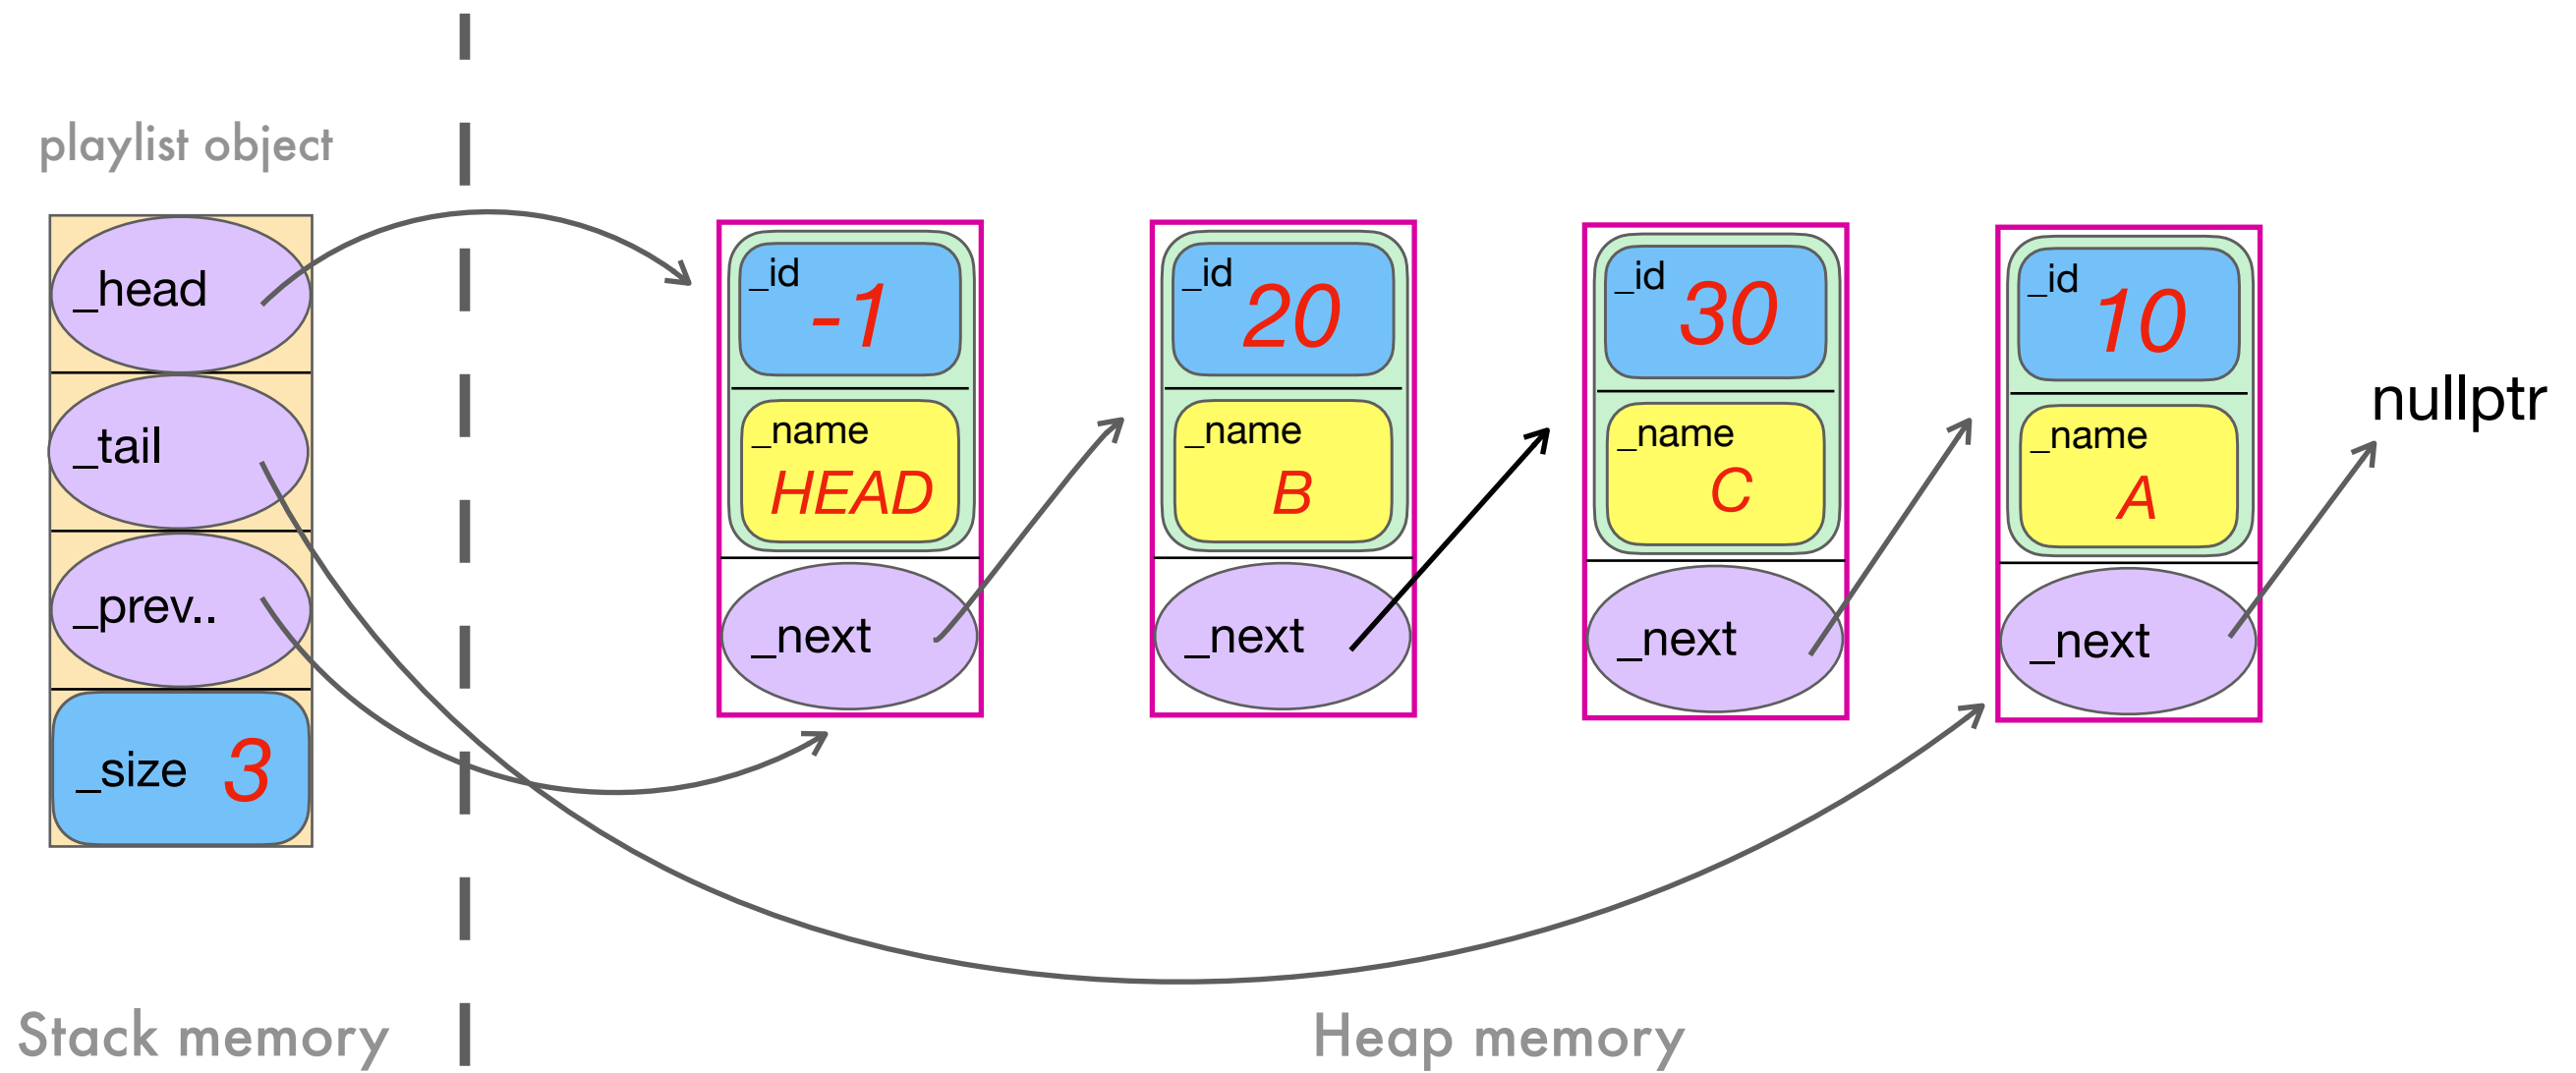 playlist object
_head
_tail
_prev..
_size 3
_id -1
_name
HEAD
_next
_id 20
_name
B
_next
_id 30
_name
C
_next
_id 10
_name
A
_next
nullptr
Stack memory
Heap memory